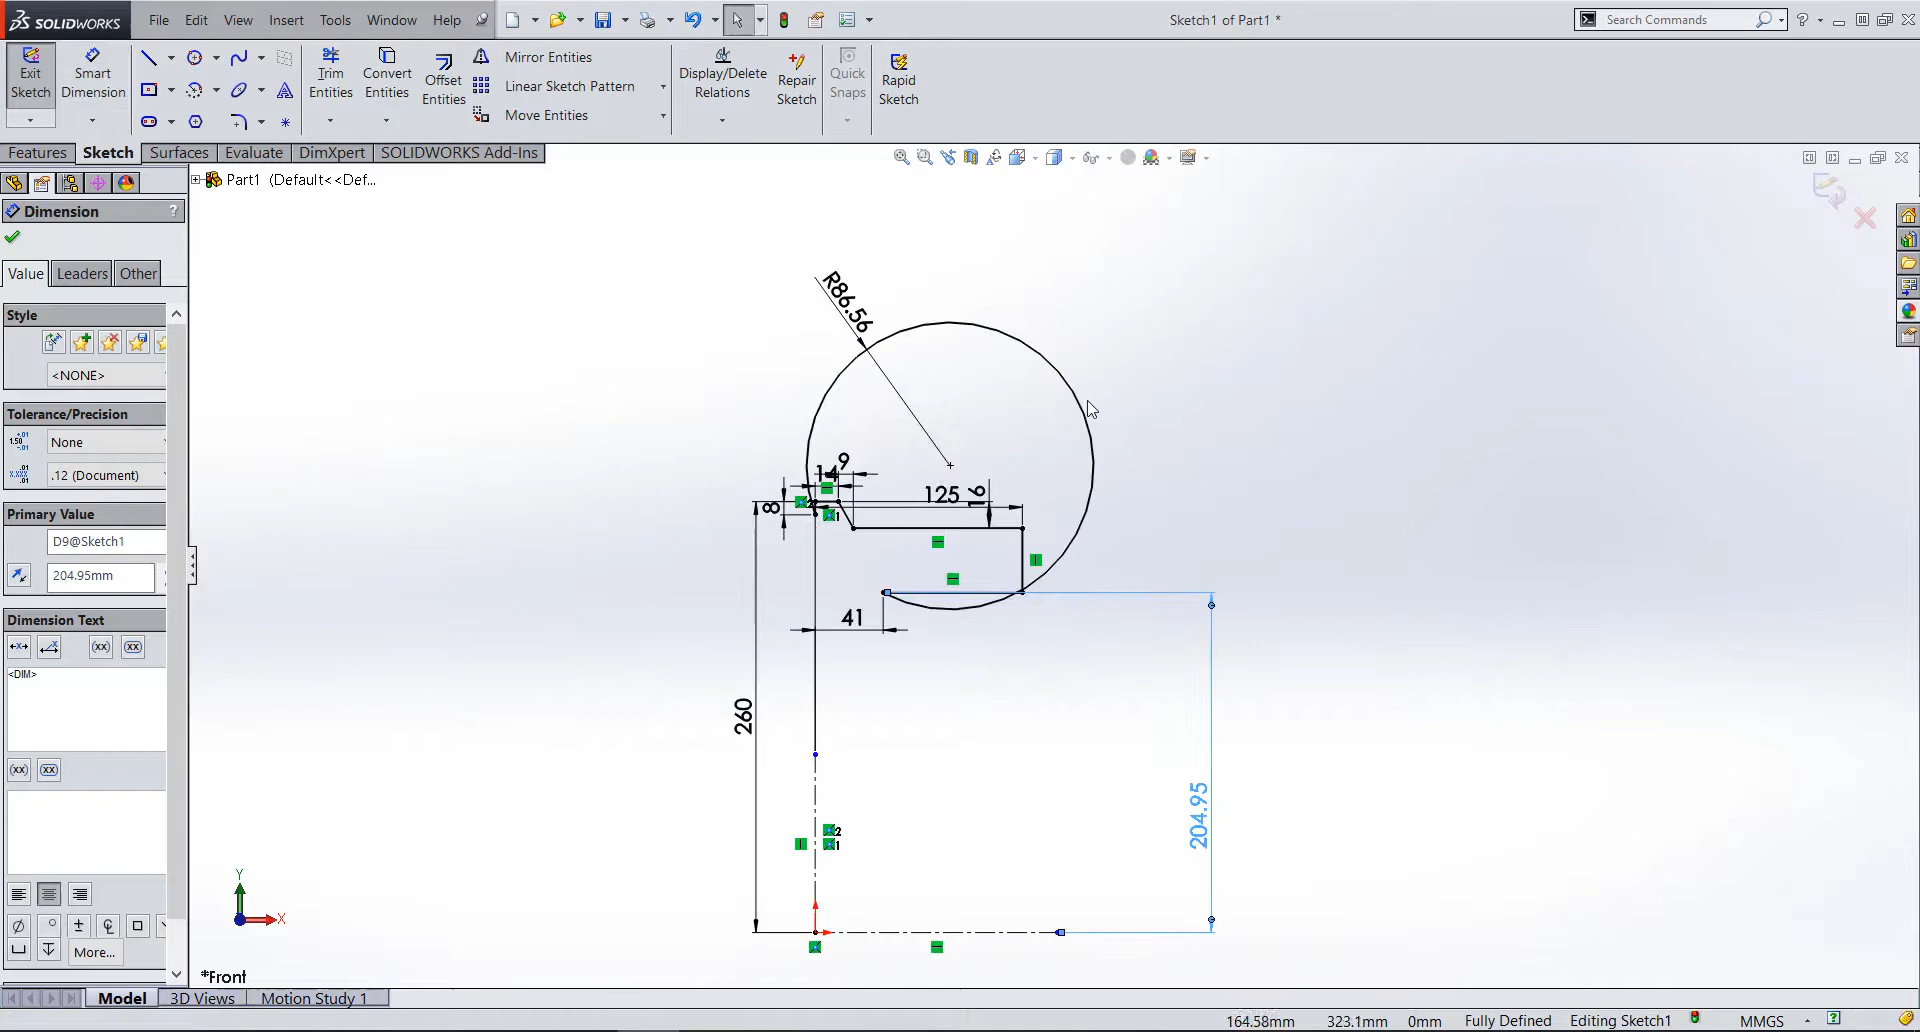 SOLIDWORKS File Edit View Insert Tools Window Help Sketch1 of Part1 * Search Commands ?
Exit Sketch
Smart Dimension
Trim Entities
Convert Entities
Offset Entities
Mirror Entities
Linear Sketch Pattern
Move Entities
Display/Delete Relations
Repair Sketch
Quick Snaps
Rapid Sketch
Features Sketch Surfaces Evaluate DimXpert SOLIDWORKS Add-Ins
Part1 (Default<<Def...
Dimension ?
Value Leaders Other
Style
<NONE>
Tolerance/Precision
None
.12 (Document)
Primary Value
D9@Sketch1
204.95mm
Dimension Text
<DIM>
More...
R86.56
9
14
125
16
8
41
260
204.95
2
1
2
1
Y
X
*Front
Model 3D Views Motion Study 1
164.58mm 323.1mm 0mm Fully Defined Editing Sketch1 MMGS ?